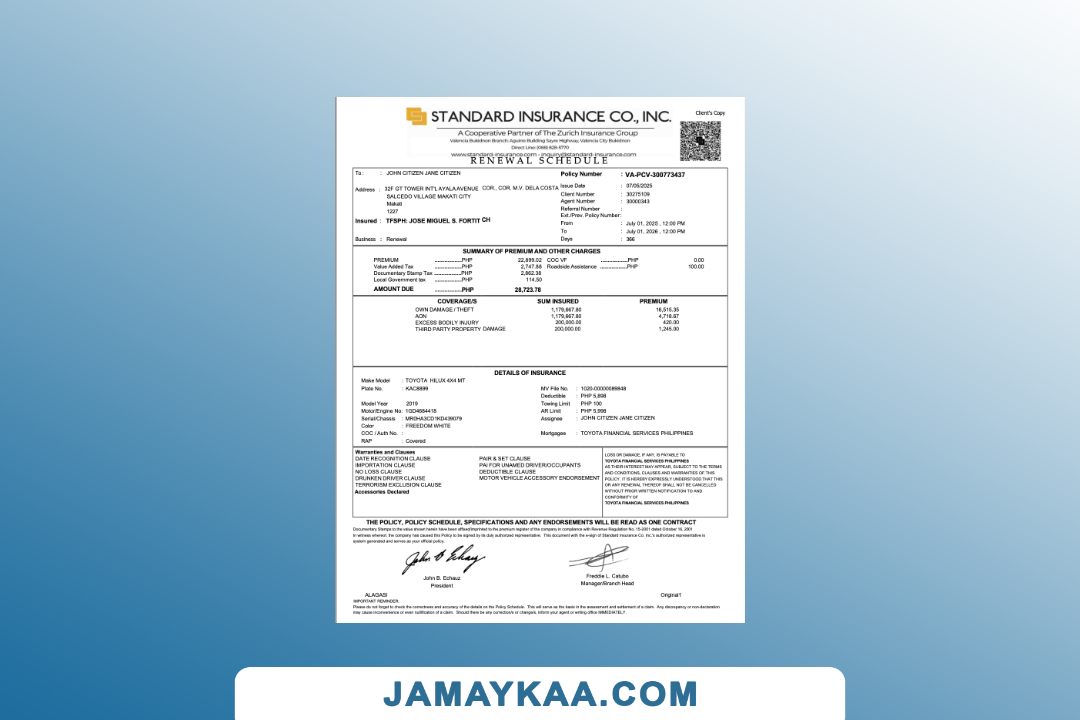 STANDARD INSURANCE CO., INC.
Client's Copy
A Cooperative Partner of The Zurich Insurance Group
Valencia Bukidnon Branch: Aguirre Building Sayre Highway, Valencia City Bukidnon
Direct Line: (088) 828-5770
www.standard-insurance.com - inquiry@standard-insurance.com
RENEWAL SCHEDULE
To : JOHN CITIZEN JANE CITIZEN
Policy Number : VA-PCV-300773437
Address : 32F GT TOWER INT'L AYALA AVENUE COR., COR. M.V. DELA COSTA
SALCEDO VILLAGE MAKATI CITY
Makati
1227
Issue Date : 07/05/2025
Client Number : 30275109
Agent Number : 30000343
Referral Number :
Ext./Prev. Policy Number:
Insured : TFSPH: JOSE MIGUEL S. FORTIT CH
From : July 01, 2025 , 12:00 PM
To : July 01, 2026 , 12:00 PM
Business : Renewal
Days : 366
SUMMARY OF PREMIUM AND OTHER CHARGES
PREMIUM ................PHP 22,899.02 COC VF ................PHP 0.00
Value Added Tax ................PHP 2,747.88 Roadside Assistance ................PHP 100.00
Documentary Stamp Tax ................PHP 2,862.38
Local Government tax ................PHP 114.50
AMOUNT DUE ................PHP 28,723.78
COVERAGE/S SUM INSURED PREMIUM
OWN DAMAGE / THEFT 1,179,667.80 16,515.35
AON 1,179,667.80 4,718.67
EXCESS BODILY INJURY 200,000.00 420.00
THIRD PARTY PROPERTY DAMAGE 200,000.00 1,245.00
DETAILS OF INSURANCE
Make Model : TOYOTA HILUX 4X4 MT
Plate No. : KAC8899
MV File No. : 1020-00000089848
Deductible : PHP 5,898
Towing Limit PHP 100
AR Limit : PHP 5,998
Assignee : JOHN CITIZEN JANE CITIZEN
Model Year 2019
Motor/Engine No: 1GD4684418
Serial/Chassis : MR0HA3CD1KD439079
Color : FREEDOM WHITE
COC / Auth No. :
RAP : Covered
Mortgagee : TOYOTA FINANCIAL SERVICES PHILIPPINES
Warranties and Clauses
DATE RECOGNITION CLAUSE
IMPORTATION CLAUSE
NO LOSS CLAUSE
DRUNKEN DRIVER CLAUSE
TERRORISM EXCLUSION CLAUSE
Accessories Declared
PAIR & SET CLAUSE
PAI FOR UNAMED DRIVER/OCCUPANTS
DEDUCTIBLE CLAUSE
MOTOR VEHICLE ACCESSORY ENDORSEMENT
LOSS OR DAMAGE, IF ANY, IS PAYABLE TO
TOYOTA FINANCIAL SERVICES PHILIPPINES
AS THEIR INTEREST MAY APPEAR, SUBJECT TO THE TERMS
AND CONDITIONS, CLAUSES AND WARRANTIES OF THIS
POLICY. IT IS HEREBY EXPRESSLY UNDERSTOOD THAT THIS
OR ANY RENEWAL THEREOF SHALL NOT BE CANCELLED
WITHOUT PRIOR WRITTEN NOTIFICATION TO AND
CONFORMITY OF
TOYOTA FINANCIAL SERVICES PHILIPPINES
THE POLICY, POLICY SCHEDULE, SPECIFICATIONS AND ANY ENDORSEMENTS WILL BE READ AS ONE CONTRACT
Documentary Stamps to the value shown herein have been affixed/imprinted to the premium register of the company in compliance with Revenue Regulation No. 15-2001 dated October 16, 2001
In witness whereof, the company has caused this Policy to be signed by its duly authorized representative. This document with the e-sign of Standard Insurance Co. Inc.'s authorized representative is
system generated and serves as your official policy.
John B Echauz
John B. Echauz
President
Freddie L. Catubo
Manager/Branch Head
ALAGASI
Original1
IMPORTANT REMINDER.
Please do not forget to check the correctness and accuracy of the details on the Policy Schedule. This will serve as the basis in the assessment and settlement of a claim. Any discrepancy or non-declaration
may cause inconvenience or even nullification of a claim. Should there be any correction/s or change/s, inform your agent or writing office IMMEDIATELY.
JAMAYKAA.COM